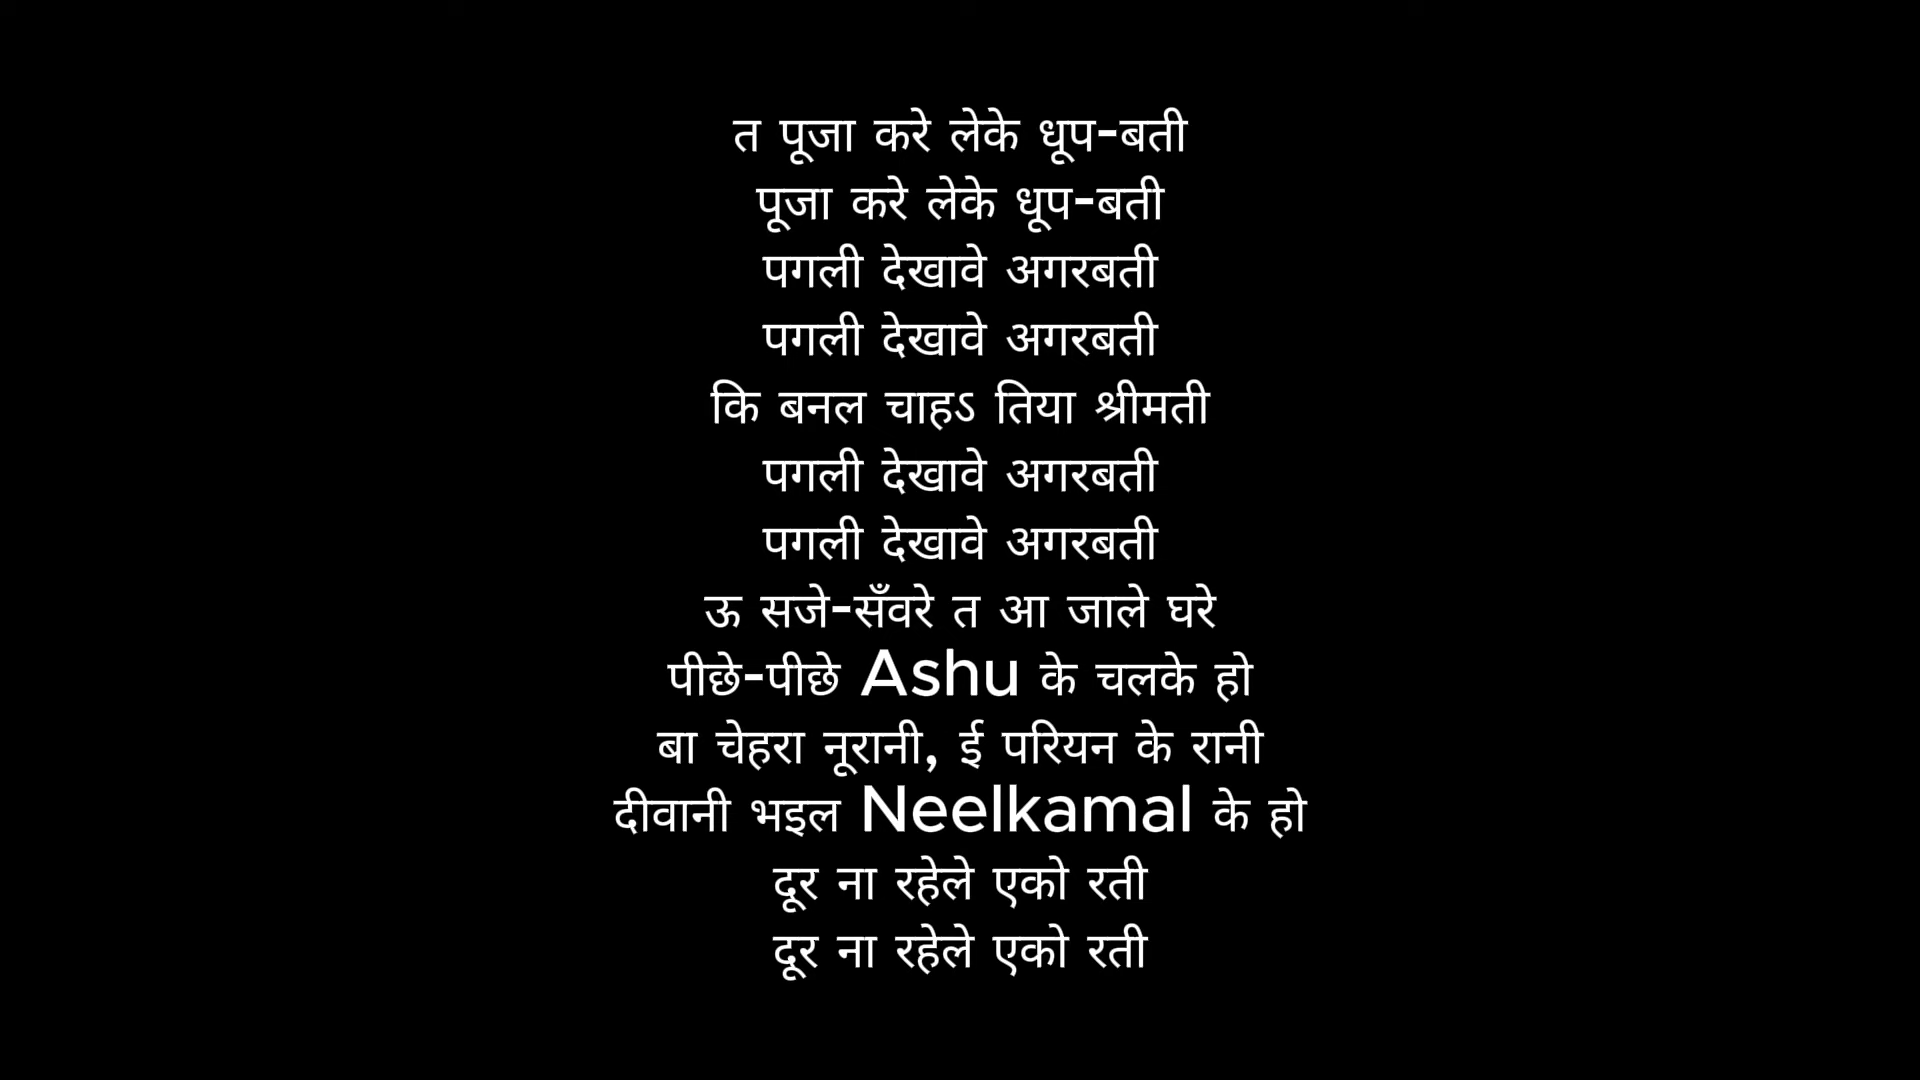 त पूजा करे लेके धूप-बती
पूजा करे लेके धूप-बती
पगली देखावे अगरबती
पगली देखावे अगरबती
कि बनल चाहऽ तिया श्रीमती
पगली देखावे अगरबती
पगली देखावे अगरबती
ऊ सजे-सँवरे त आ जाले घरे
पीछे-पीछे Ashu के चलके हो
बा चेहरा नूरानी, ई परियन के रानी
दीवानी भइल Neelkamal के हो
दूर ना रहेले एको रती
दूर ना रहेले एको रती